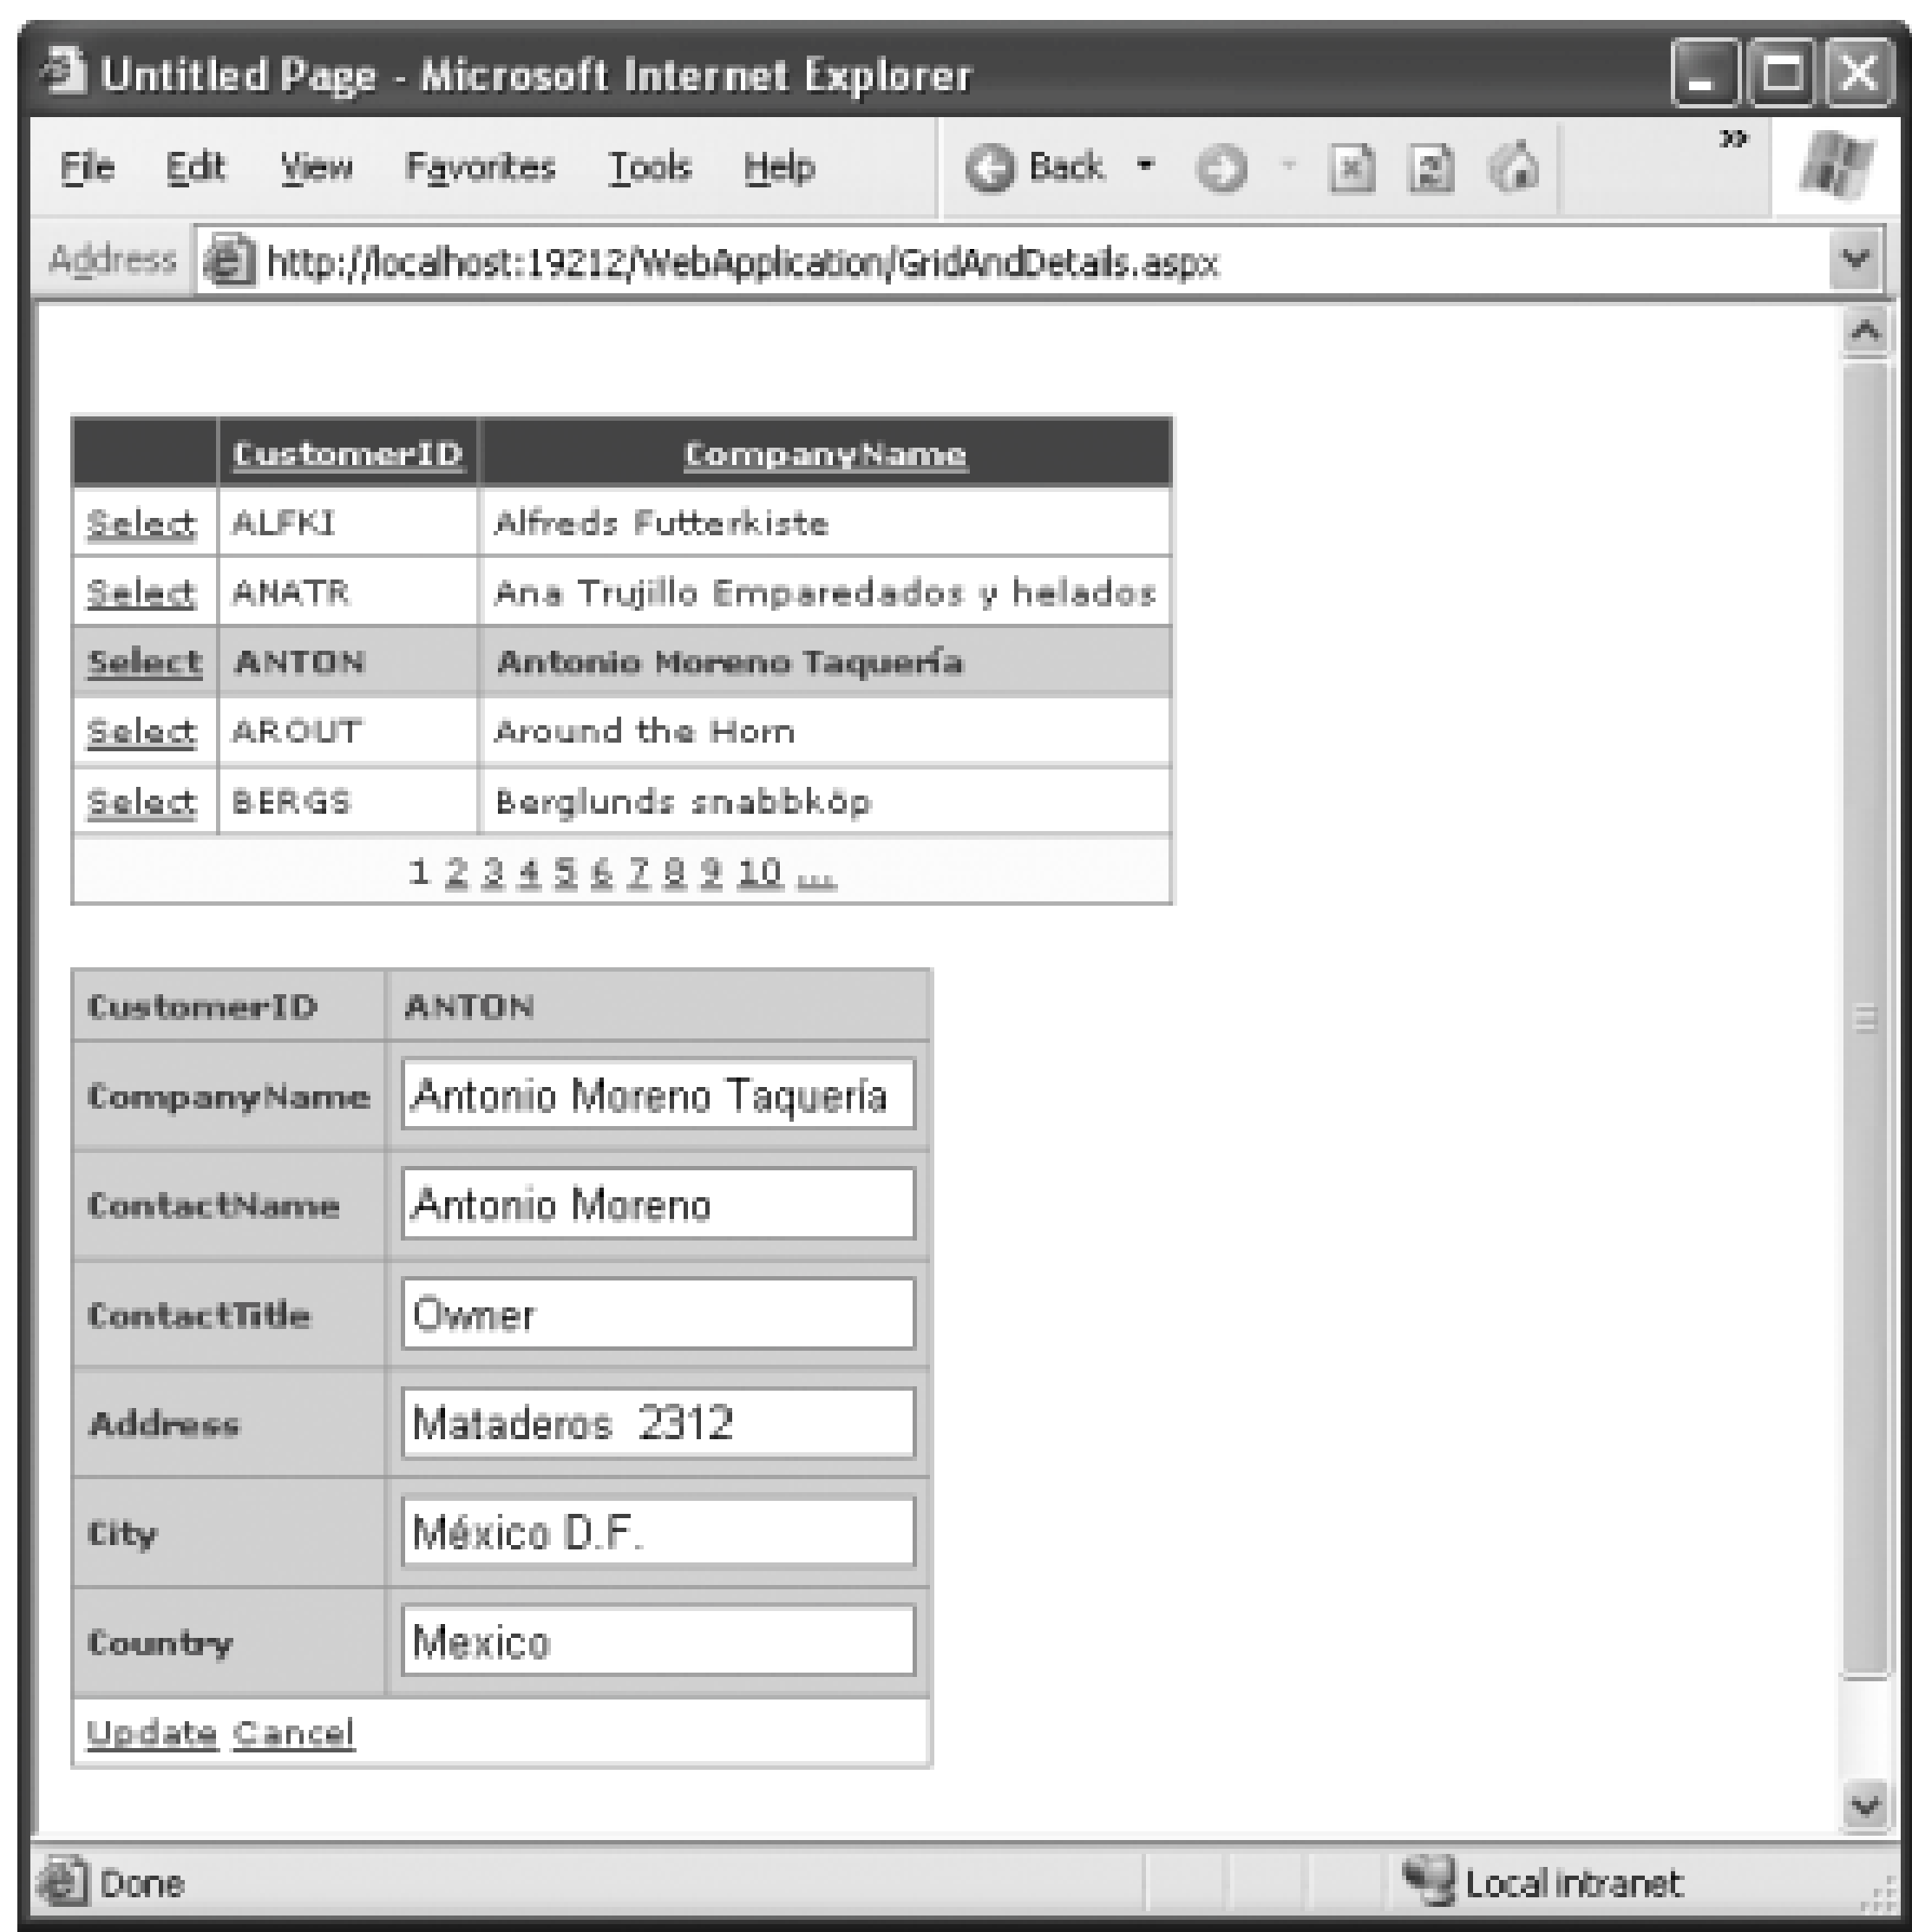 Untitled Page - Microsoft Internet Explorer
File Edit View Favorites Tools Help Back »
Address http://localhost:19212/WebApplication/GridAndDetails.aspx
CustomerID CompanyName
Select ALFKI Alfreds Futterkiste
Select ANATR Ana Trujillo Emparedados y helados
Select ANTON Antonio Moreno Taquería
Select AROUT Around the Horn
Select BERGS Berglunds snabbköp
1 2 3 4 5 6 7 8 9 10 ...
CustomerID ANTON
CompanyName Antonio Moreno Taquería
ContactName Antonio Moreno
ContactTitle Owner
Address Mataderos  2312
City México D.F.
Country Mexico
Update Cancel
Done Local intranet